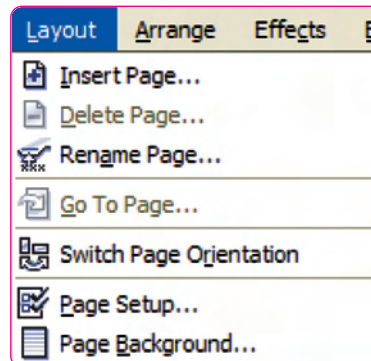 Layout Arrange Effects
Insert Page...
Delete Page...
Rename Page...
Go To Page...
Switch Page Orientation
Page Setup...
Page Background...